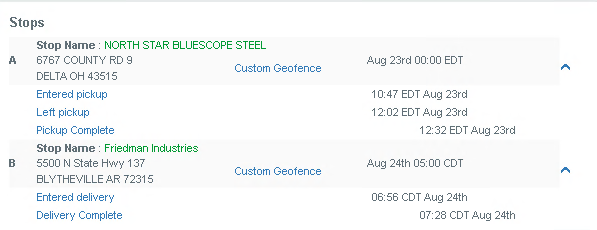 Stops
Stop Name : NORTH STAR BLUESCOPE STEEL
A 6767 COUNTY RD 9 Custom Geofence Aug 23rd 00:00 EDT
DELTA OH 43515
Entered pickup 10:47 EDT Aug 23rd
Left pickup 12:02 EDT Aug 23rd
Pickup Complete 12:32 EDT Aug 23rd
Stop Name : Friedman Industries
B 5500 N State Hwy 137 Custom Geofence Aug 24th 05:00 CDT
BLYTHEVILLE AR 72315
Entered delivery 06:56 CDT Aug 24th
Delivery Complete 07:28 CDT Aug 24th